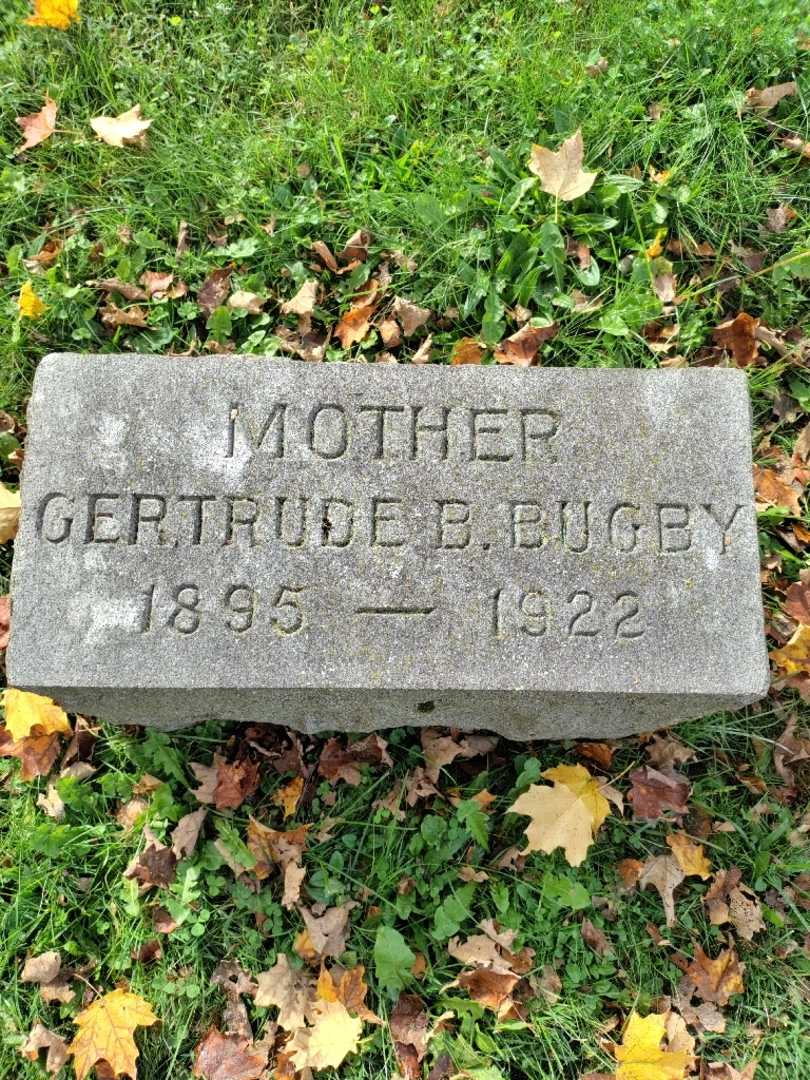 MOTHER
GERTRUDE B. BUGBY
1895 — 1922